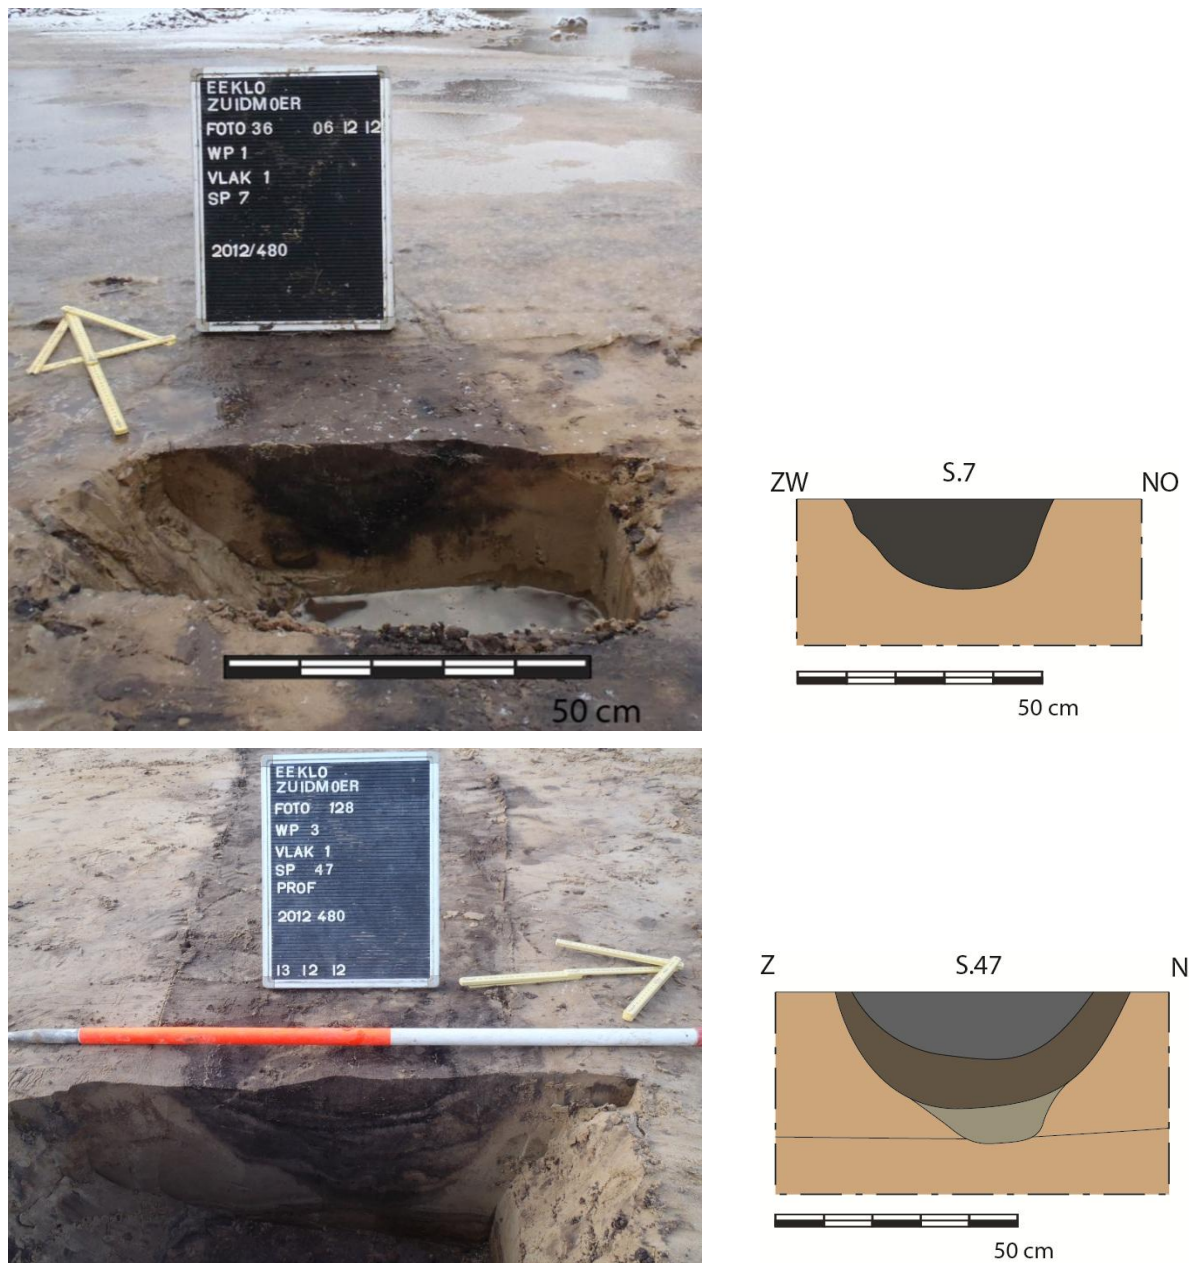 EEKLO
ZUIDMOER
FOTO 36 06 12 12
WP 1
VLAK 1
SP 7
2012/480
50 cm
S.7
ZW NO
50 cm
EEKLO
ZUIDMOER
FOTO 128
WP 3
VLAK 1
SP 47
PROF
2012 480
13 12 12
Z S.47 N
50 cm